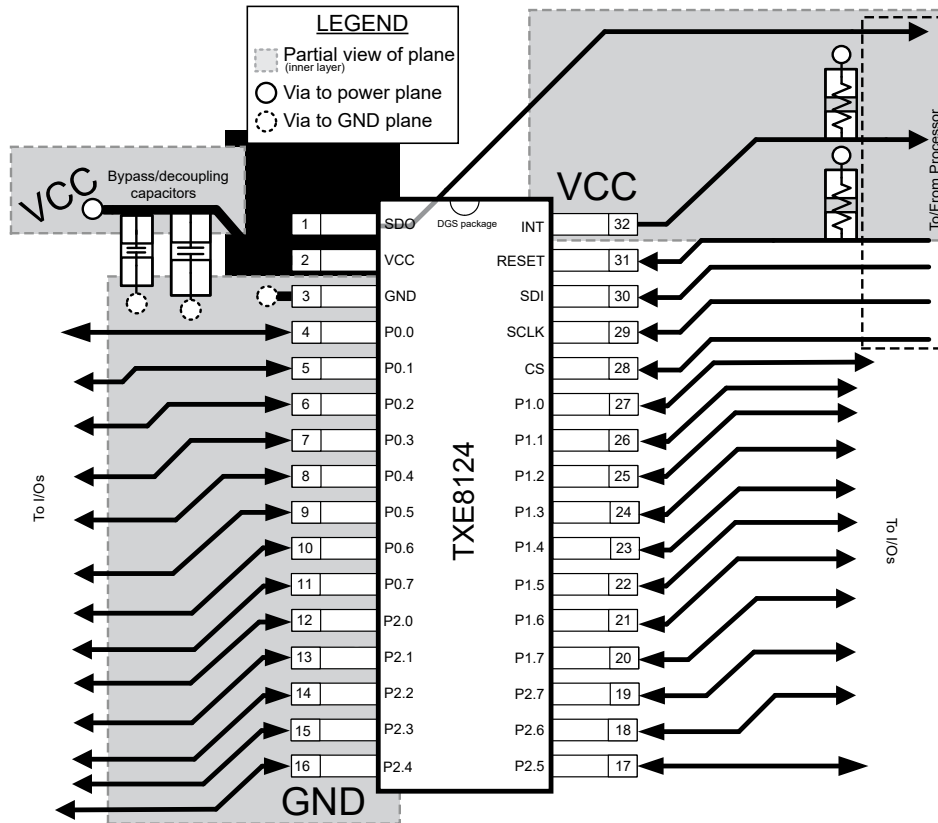 LEGEND
Partial view of plane
(inner layer)
Via to power plane
Via to GND plane
VCC
Bypass/decoupling
capacitors
VCC
To/From Processor
DGS package
TXE8124
1 SDO
2 VCC
3 GND
4 P0.0
5 P0.1
6 P0.2
7 P0.3
8 P0.4
9 P0.5
10 P0.6
11 P0.7
12 P2.0
13 P2.1
14 P2.2
15 P2.3
16 P2.4
INT 32
RESET 31
SDI 30
SCLK 29
CS 28
P1.0 27
P1.1 26
P1.2 25
P1.3 24
P1.4 23
P1.5 22
P1.6 21
P1.7 20
P2.7 19
P2.6 18
P2.5 17
To I/Os
To I/Os
GND